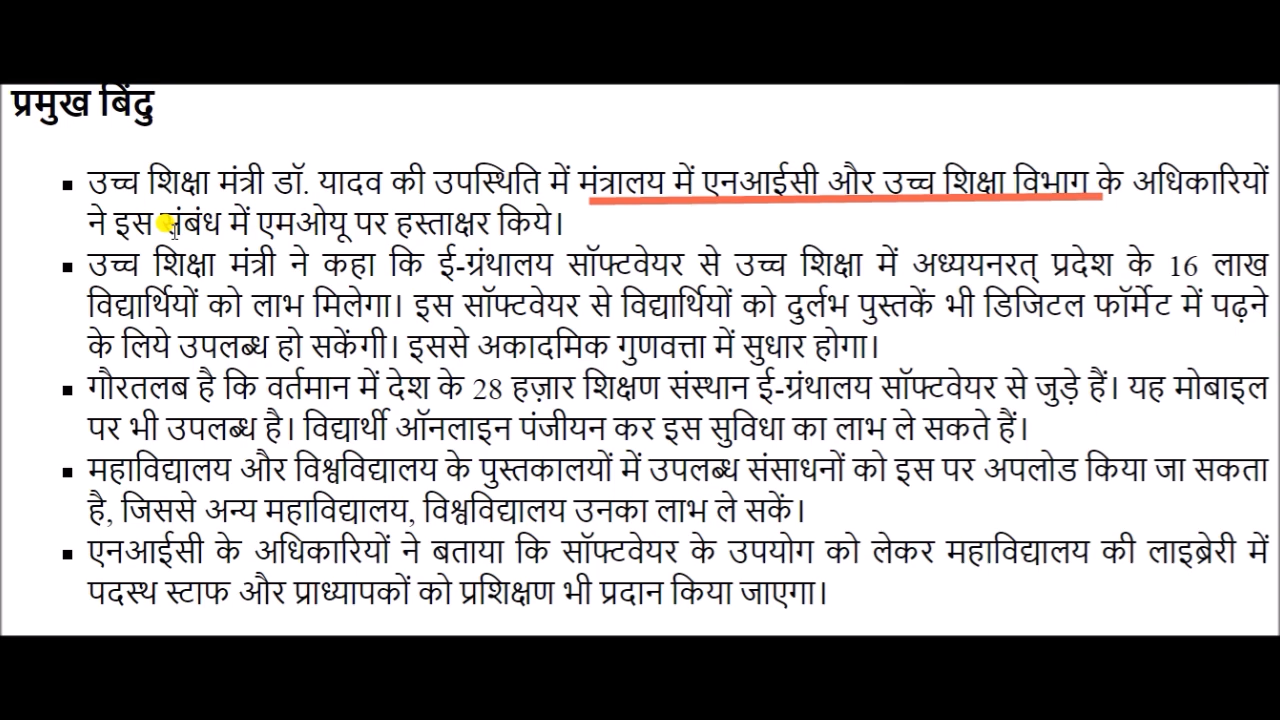 प्रमुख बिंदु
▪ उच्च शिक्षा मंत्री डॉ. यादव की उपस्थिति में मंत्रालय में एनआईसी और उच्च शिक्षा विभाग के अधिकारियों
ने इस संबंध में एमओयू पर हस्ताक्षर किये।
▪ उच्च शिक्षा मंत्री ने कहा कि ई-ग्रंथालय सॉफ्टवेयर से उच्च शिक्षा में अध्ययनरत् प्रदेश के 16 लाख
विद्यार्थियों को लाभ मिलेगा। इस सॉफ्टवेयर से विद्यार्थियों को दुर्लभ पुस्तकें भी डिजिटल फॉर्मेट में पढ़ने
के लिये उपलब्ध हो सकेंगी। इससे अकादमिक गुणवत्ता में सुधार होगा।
▪ गौरतलब है कि वर्तमान में देश के 28 हज़ार शिक्षण संस्थान ई-ग्रंथालय सॉफ्टवेयर से जुड़े हैं। यह मोबाइल
पर भी उपलब्ध है। विद्यार्थी ऑनलाइन पंजीयन कर इस सुविधा का लाभ ले सकते हैं।
▪ महाविद्यालय और विश्वविद्यालय के पुस्तकालयों में उपलब्ध संसाधनों को इस पर अपलोड किया जा सकता
है, जिससे अन्य महाविद्यालय, विश्वविद्यालय उनका लाभ ले सकें।
▪ एनआईसी के अधिकारियों ने बताया कि सॉफ्टवेयर के उपयोग को लेकर महाविद्यालय की लाइब्रेरी में
पदस्थ स्टाफ और प्राध्यापकों को प्रशिक्षण भी प्रदान किया जाएगा।